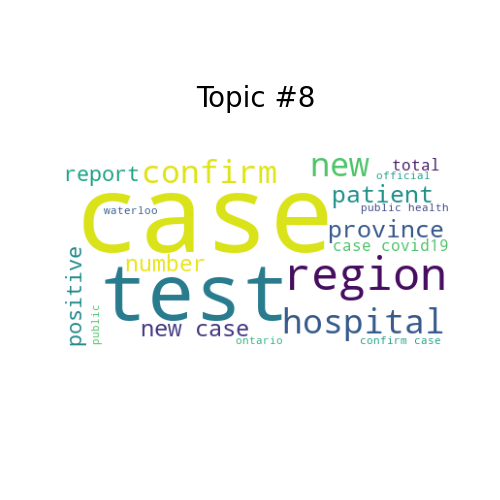 Topic #8
report
confirm
new
total
official
case
waterloo
patient
public health
province
case covid19
number
positive
test
region
public
new case
hospital
ontario
confirm case